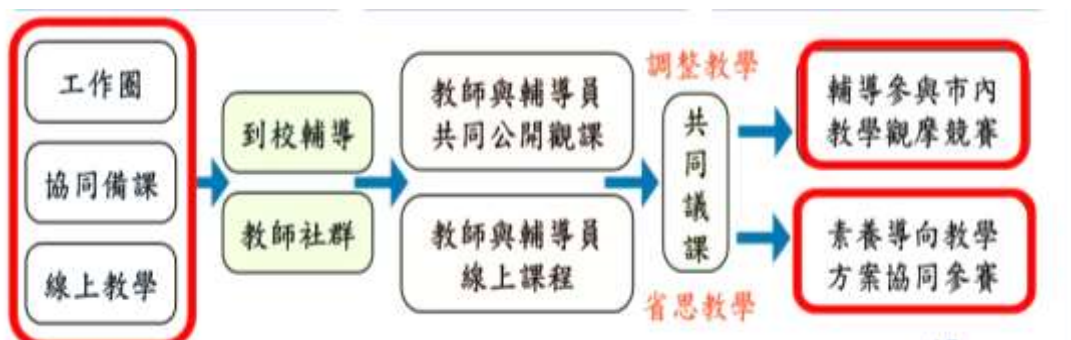 工作圈
協同備課
線上教學
到校輔導
教師社群
教師與輔導員
共同公開觀課
教師與輔導員
線上課程
調整教學
共同議課
省思教學
輔導參與市內
教學觀摩競賽
素養導向教學
方案協同參賽